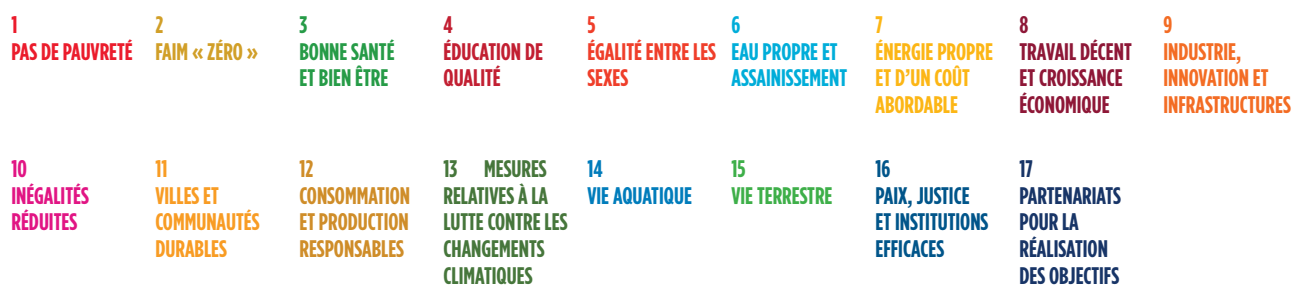 1
PAS DE PAUVRETÉ
2
FAIM « ZÉRO »
3
BONNE SANTÉ
ET BIEN ÊTRE
4
ÉDUCATION DE
QUALITÉ
5
ÉGALITÉ ENTRE LES
SEXES
6
EAU PROPRE ET
ASSAINISSEMENT
7
ÉNERGIE PROPRE
ET D'UN COÛT
ABORDABLE
8
TRAVAIL DÉCENT
ET CROISSANCE
ÉCONOMIQUE
9
INDUSTRIE,
INNOVATION ET
INFRASTRUCTURES
10
INÉGALITÉS
RÉDUITES
11
VILLES ET
COMMUNAUTÉS
DURABLES
12
CONSOMMATION
ET PRODUCTION
RESPONSABLES
13 MESURES
RELATIVES À LA
LUTTE CONTRE LES
CHANGEMENTS
CLIMATIQUES
14
VIE AQUATIQUE
15
VIE TERRESTRE
16
PAIX, JUSTICE
ET INSTITUTIONS
EFFICACES
17
PARTENARIATS
POUR LA
RÉALISATION
DES OBJECTIFS